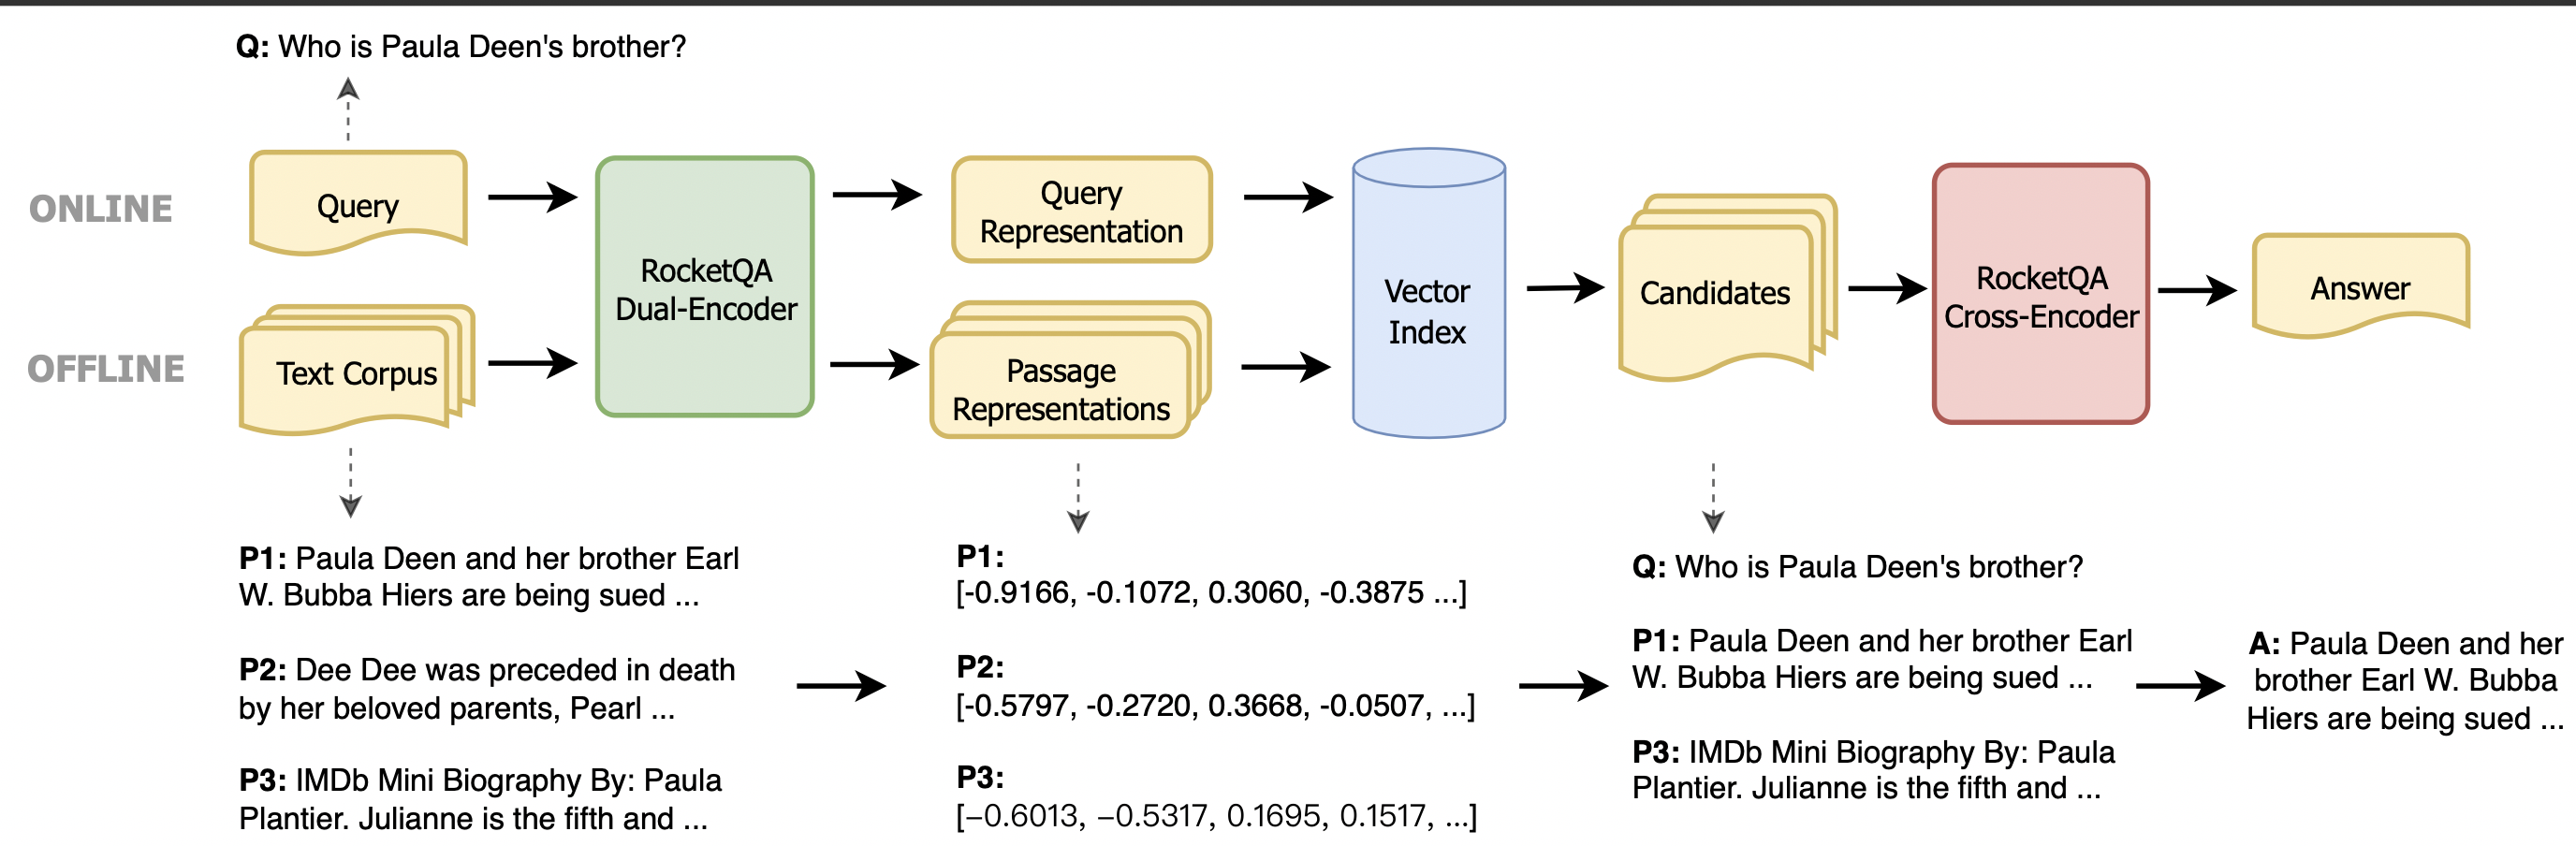 Q: Who is Paula Deen's brother?
ONLINE
Query
RocketQA
Dual-Encoder
Query
Representation
Vector
Index
Candidates
RocketQA
Cross-Encoder
Answer
OFFLINE
Text Corpus
Passage
Representations
P1: Paula Deen and her brother Earl
W. Bubba Hiers are being sued ...
P2: Dee Dee was preceded in death
by her beloved parents, Pearl ...
P3: IMDb Mini Biography By: Paula
Plantier. Julianne is the fifth and ...
P1:
[-0.9166, -0.1072, 0.3060, -0.3875 ...]
P2:
[-0.5797, -0.2720, 0.3668, -0.0507, ...]
P3:
[−0.6013, −0.5317, 0.1695, 0.1517, ...]
Q: Who is Paula Deen's brother?
P1: Paula Deen and her brother Earl
W. Bubba Hiers are being sued ...
P3: IMDb Mini Biography By: Paula
Plantier. Julianne is the fifth and ...
A: Paula Deen and her
brother Earl W. Bubba
Hiers are being sued ...